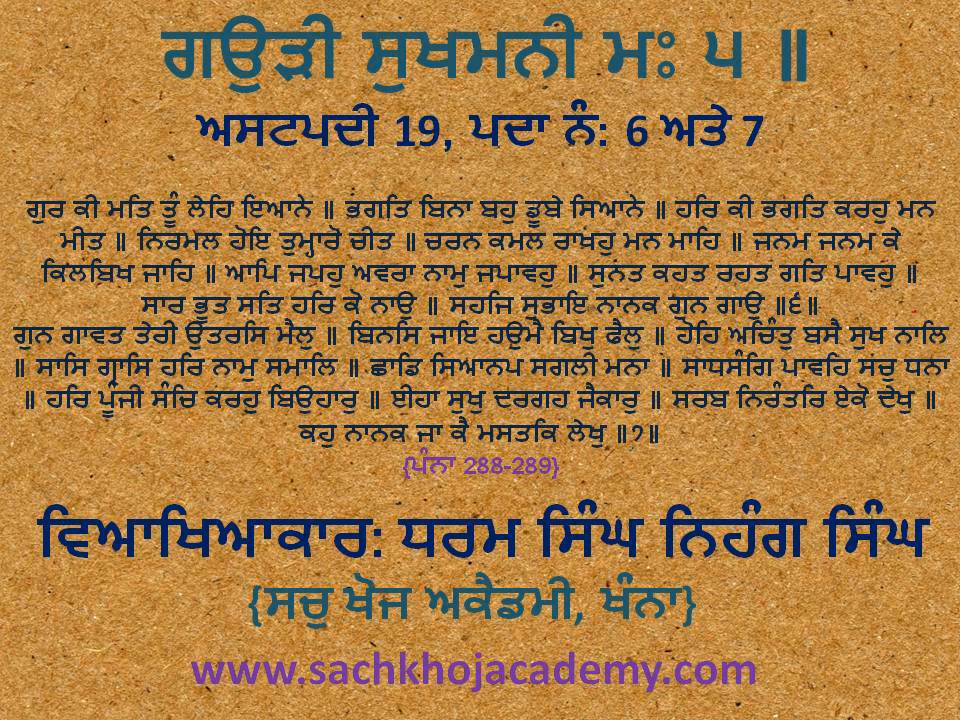 ਗਉੜੀ ਸੁਖਮਨੀ ਮਃ ੫ ॥
ਅਸਟਪਦੀ 19, ਪਦਾ ਨੰ: 6 ਅਤੇ 7
ਗੁਰ ਕੀ ਮਤਿ ਤੂੰ ਲੇਹਿ ਇਆਨੇ ॥ ਭਗਤਿ ਬਿਨਾ ਬਹੁ ਡੂਬੇ ਸਿਆਨੇ ॥ ਹਰਿ ਕੀ ਭਗਤਿ ਕਰਹੁ ਮਨ
ਮੀਤ ॥ ਨਿਰਮਲ ਹੋਇ ਤੁਮ੍ਹਾਰੋ ਚੀਤ ॥ ਚਰਨ ਕਮਲ ਰਾਖਹੁ ਮਨ ਮਾਹਿ ॥ ਜਨਮ ਜਨਮ ਕੇ
ਕਿਲਬਿਖ ਜਾਹਿ ॥ ਆਪਿ ਜਪਹੁ ਅਵਰਾ ਨਾਮੁ ਜਪਾਵਹੁ ॥ ਸੁਨਤ ਕਹਤ ਰਹਤ ਗਤਿ ਪਾਵਹੁ ॥
ਸਾਰ ਭੂਤ ਸਤਿ ਹਰਿ ਕੋ ਨਾਉ ॥ ਸਹਜਿ ਸੁਭਾਇ ਨਾਨਕ ਗੁਨ ਗਾਉ ॥੬॥
ਗੁਨ ਗਾਵਤ ਤੇਰੀ ਉਤਰਸਿ ਮੈਲੁ ॥ ਬਿਨਸਿ ਜਾਇ ਹਉਮੈ ਬਿਖੁ ਫੈਲੁ ॥ ਹੋਹਿ ਅਚਿੰਤੁ ਬਸੈ ਸੁਖ ਨਾਲਿ
॥ ਸਾਸਿ ਗ੍ਰਾਸਿ ਹਰਿ ਨਾਮੁ ਸਮਾਲਿ ॥ ਛਾਡਿ ਸਿਆਨਪ ਸਗਲੀ ਮਨਾ ॥ ਸਾਧਸੰਗਿ ਪਾਵਹਿ ਸਚੁ ਧਨਾ
॥ ਹਰਿ ਪੂੰਜੀ ਸੰਚਿ ਕਰਹੁ ਬਿਉਹਾਰੁ ॥ ਈਹਾ ਸੁਖੁ ਦਰਗਹ ਜੈਕਾਰੁ ॥ ਸਰਬ ਨਿਰੰਤਰਿ ਏਕੋ ਦੇਖੁ ॥
ਕਹੁ ਨਾਨਕ ਜਾ ਕੈ ਮਸਤਕਿ ਲੇਖੁ ॥੭॥
{ਪੰਨਾ 288-289}
ਵਿਆਖਿਆਕਾਰ: ਧਰਮ ਸਿੰਘ ਨਿਹੰਗ ਸਿੰਘ
{ਸਚੁ ਖੋਜ ਅਕੈਡਮੀ, ਖੰਨਾ}
www.sachkhojacademy.com